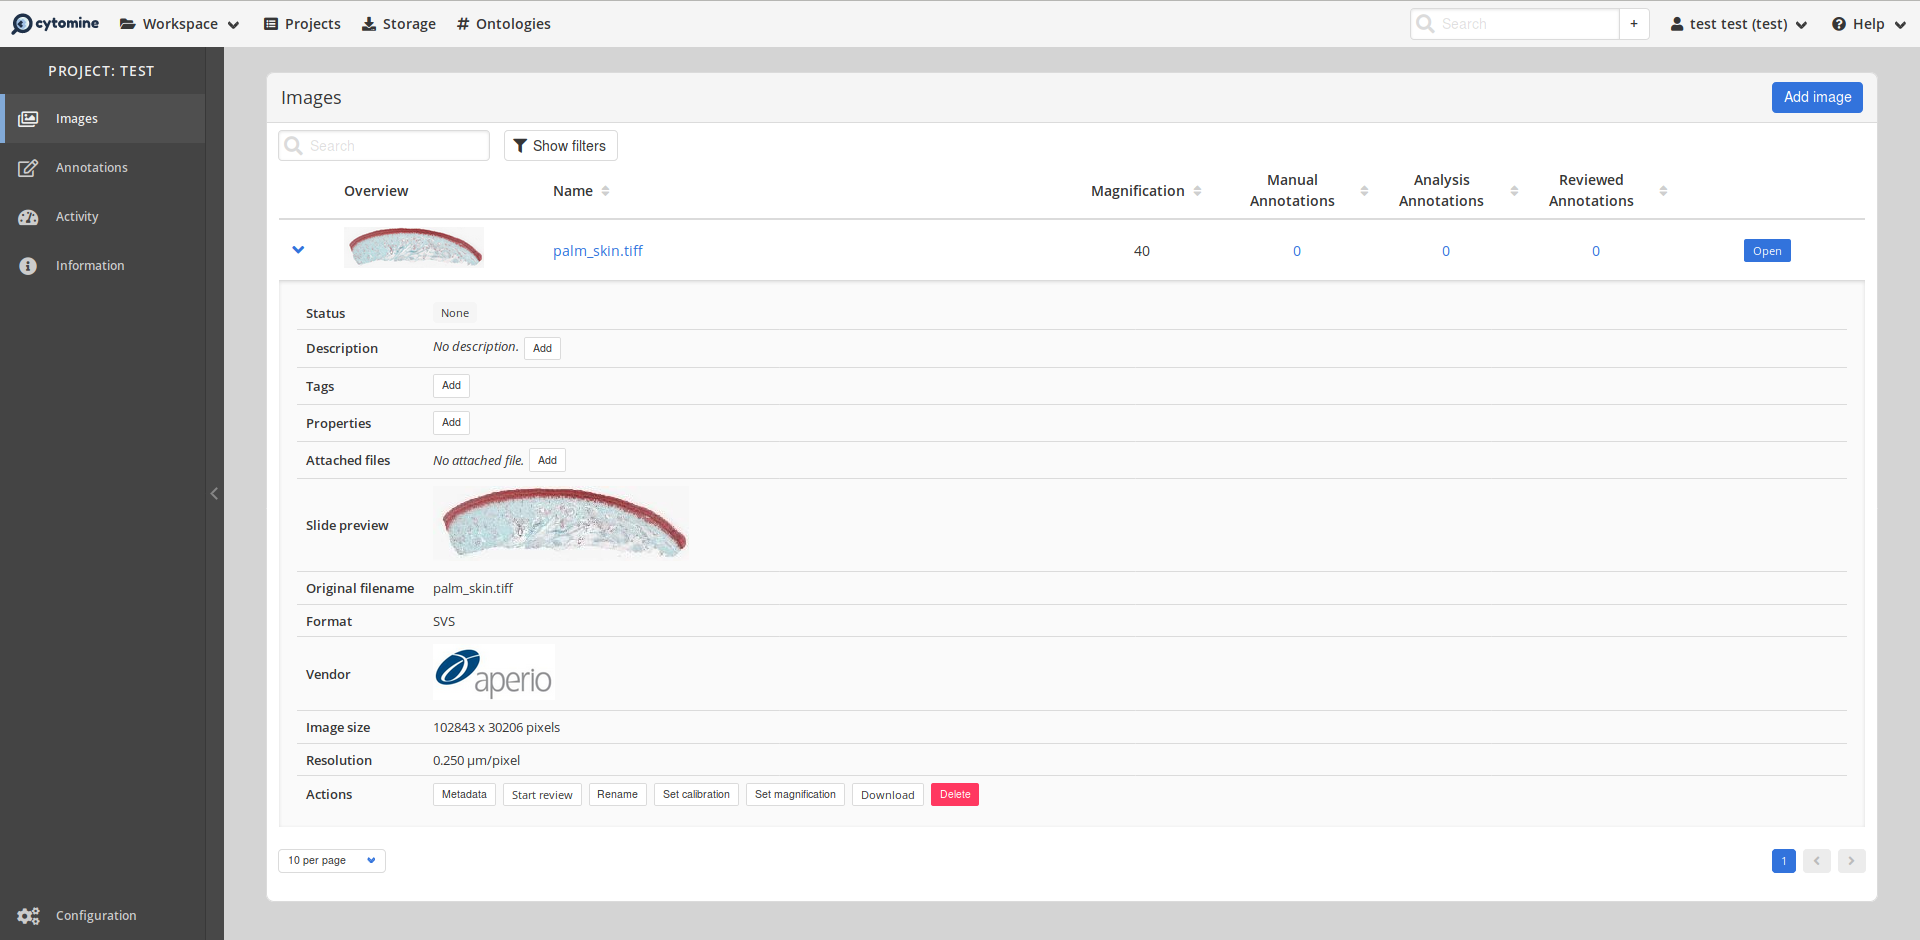 cytomine Workspace Projects Storage Ontologies Search + test test (test) Help
PROJECT: TEST
Images
Annotations
Activity
Information
Configuration
Images Add image
Search Show filters
Overview Name Magnification Manual Annotations Analysis Annotations Reviewed Annotations
palm_skin.tiff 40 0 0 0 Open
Status None
Description No description. Add
Tags Add
Properties Add
Attached files No attached file. Add
Slide preview
Original filename palm_skin.tiff
Format SVS
Vendor aperio
Image size 102843 x 30206 pixels
Resolution 0.250 µm/pixel
Actions Metadata Start review Rename Set calibration Set magnification Download Delete
10 per page 1